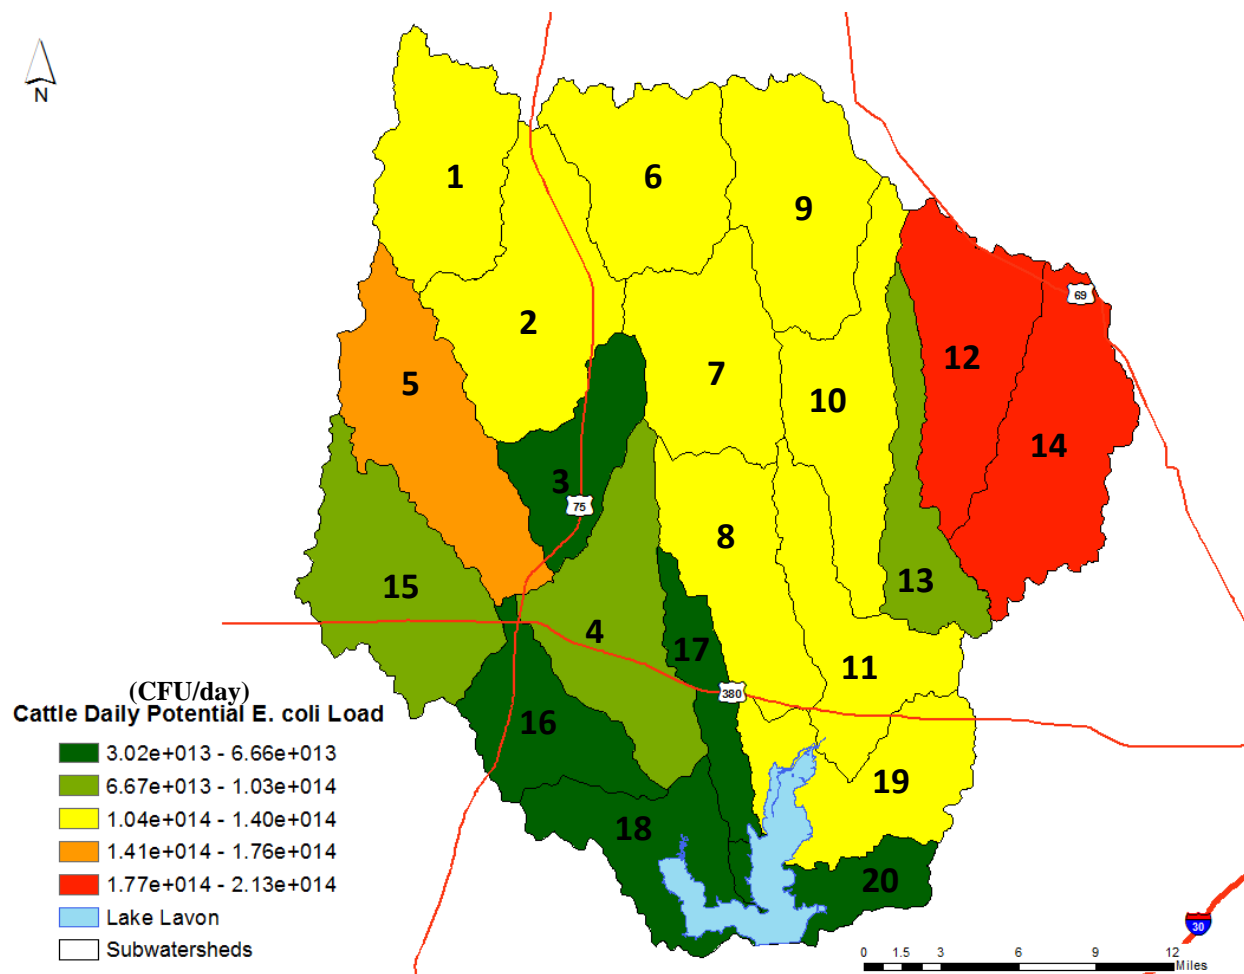 N
1
6
9
2
69
7
12
5
10
14
3
75
8
15
13
4
17
11
(CFU/day)
380
Cattle Daily Potential E. coli Load
16
3.02e+013 - 6.66e+013
6.67e+013 - 1.03e+014
19
1.04e+014 - 1.40e+014
18
1.41e+014 - 1.76e+014
20
1.77e+014 - 2.13e+014
Lake Lavon
30
Subwatersheds
0 1.5 3 6 9 12
Miles